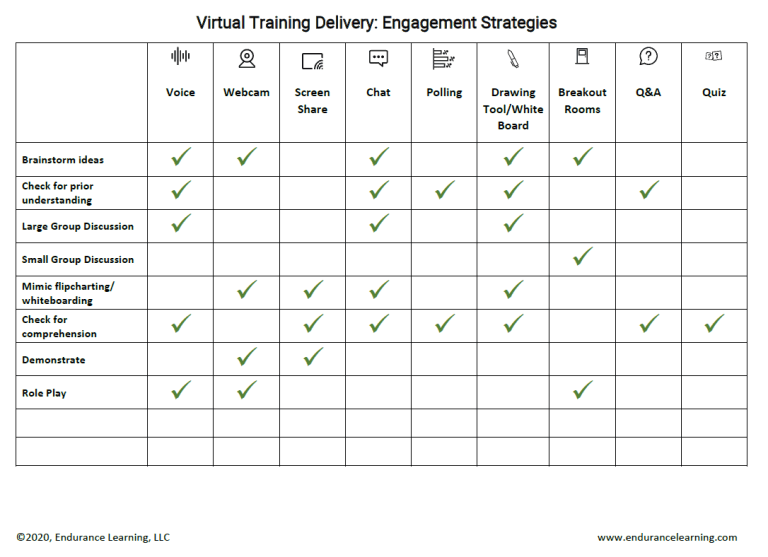 Virtual Training Delivery: Engagement Strategies
Voice
Webcam
Screen
Share
Chat
Polling
Drawing
Tool/White
Board
Breakout
Rooms
Q&A
Quiz
Brainstorm ideas
Check for prior
understanding
Large Group Discussion
Small Group Discussion
Mimic flipcharting/
whiteboarding
Check for
comprehension
Demonstrate
Role Play
©2020, Endurance Learning, LLC
www.endurancelearning.com